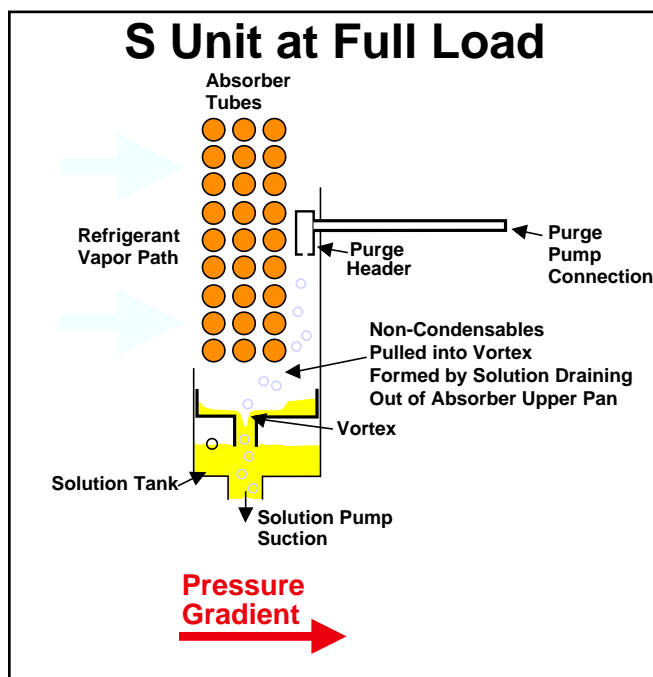 S Unit at Full Load
Absorber
Tubes
Refrigerant
Vapor Path
Purge
Header
Purge
Pump
Connection
Non-Condensables
Pulled into Vortex
Formed by Solution Draining
Out of Absorber Upper Pan
Vortex
Solution Tank
Solution Pump
Suction
Pressure
Gradient